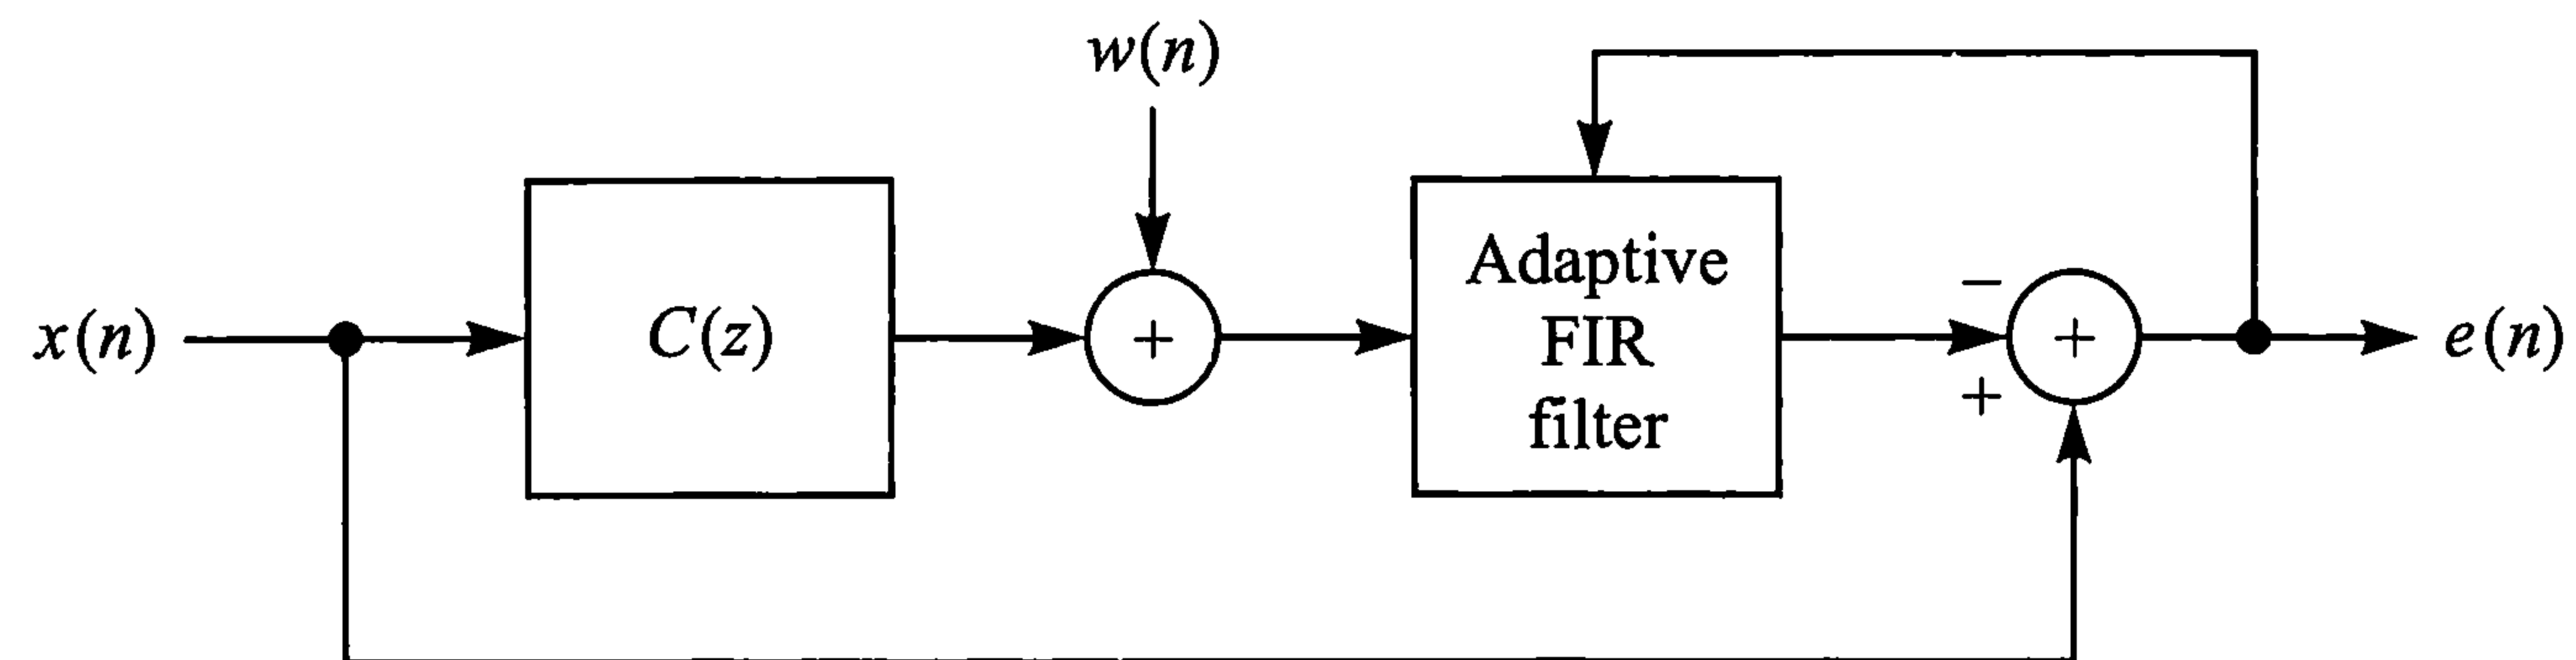 w(n)
x(n)
C(z)
+
Adaptive
FIR
filter
−
+
+
e(n)